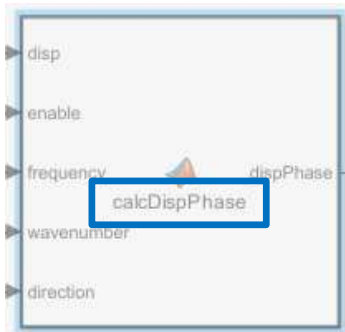 disp
enable
frequency
dispPhase
calcDispPhase
wavenumber
direction